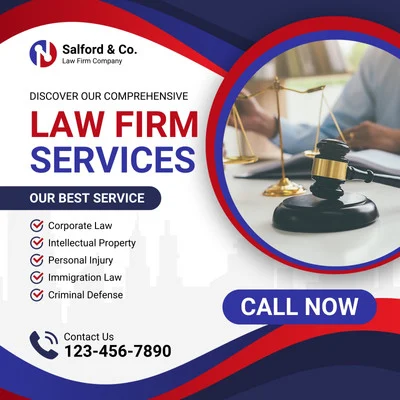 Salford & Co.
Law Firm Company
DISCOVER OUR COMPREHENSIVE
LAW FIRM
SERVICES
OUR BEST SERVICE
Corporate Law
Intellectual Property
Personal Injury
Immigration Law
Criminal Defense
CALL NOW
Contact Us
123-456-7890